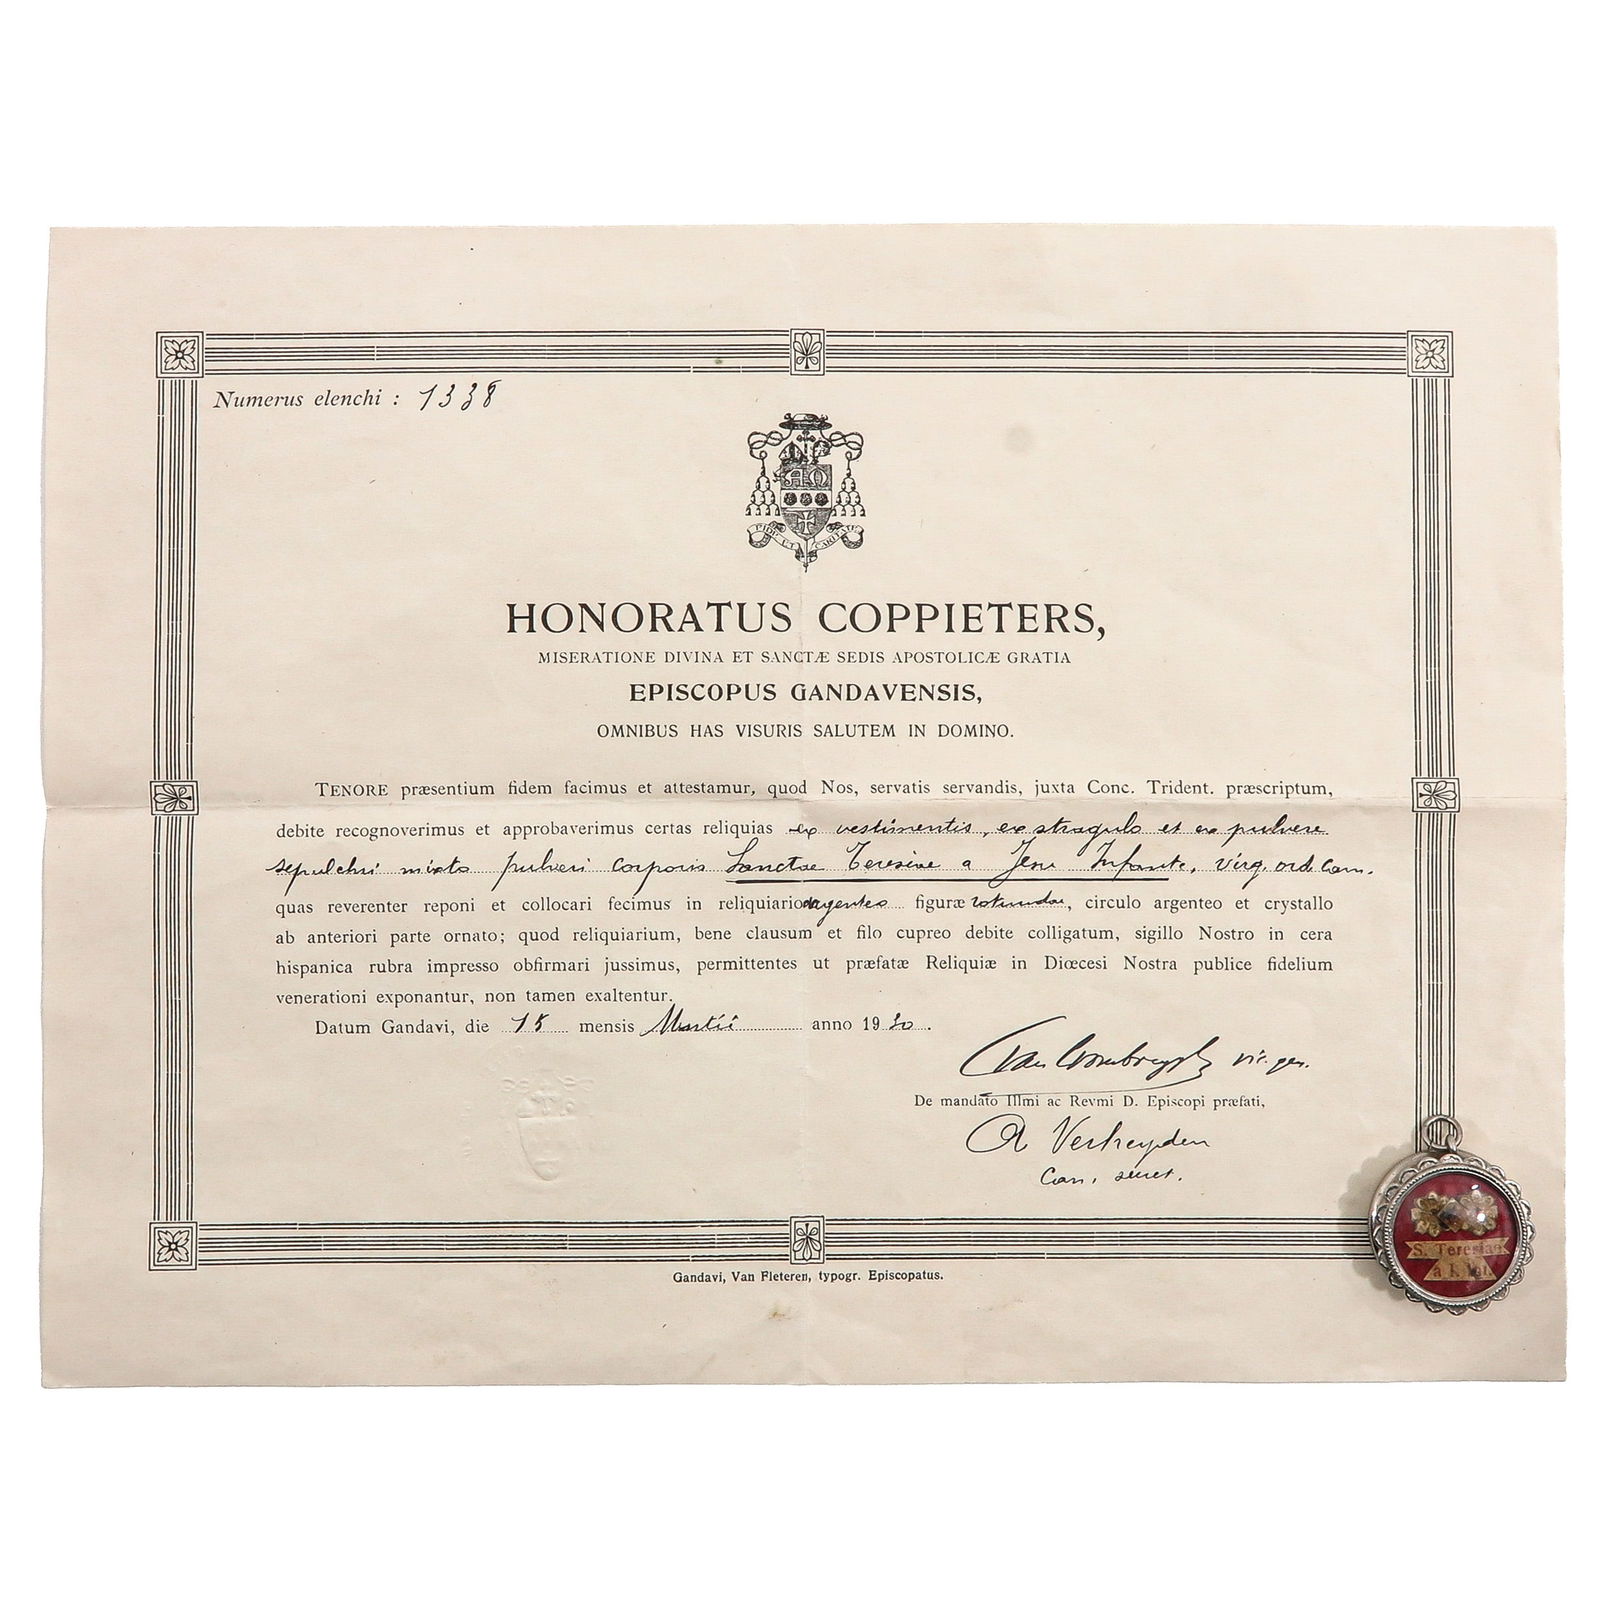 Numerus elenchi : 1338
AM
FIDE ET CARITATE
HONORATUS COPPIETERS,
MISERATIONE DIVINA ET SANCTÆ SEDIS APOSTOLICÆ GRATIA
EPISCOPUS GANDAVENSIS,
OMNIBUS HAS VISURIS SALUTEM IN DOMINO.
TENORE præsentium fidem facimus et attestamur, quod Nos, servatis servandis, juxta Conc. Trident. præscriptum,
debite recognoverimus et approbaverimus certas reliquias ex vestimentis, ex stragulo et ex pulvere
sepulchri mixto pulveri corporis Sanctae Teresiae a Jesu Infante, virg. ord. Carm.
quas reverenter reponi et collocari fecimus in reliquiario argenteo figuræ rotundae, circulo argenteo et crystallo
ab anteriori parte ornato; quod reliquiarium, bene clausum et filo cupreo debite colligatum, sigillo Nostro in cera
hispanica rubra impresso obfirmari jussimus, permittentes ut præfatæ Reliquiæ in Diœcesi Nostra publice fidelium
venerationi exponantur, non tamen exaltentur.
Datum Gandavi, die 15 mensis Martii anno 1930.
vic. gen.
De mandato Illmi ac Revmi D. Episcopi præfati,
A Verheyden
Can. secret.
S. Teresiae
a I.
Gandavi, Van Fleteren, typogr. Episcopatus.